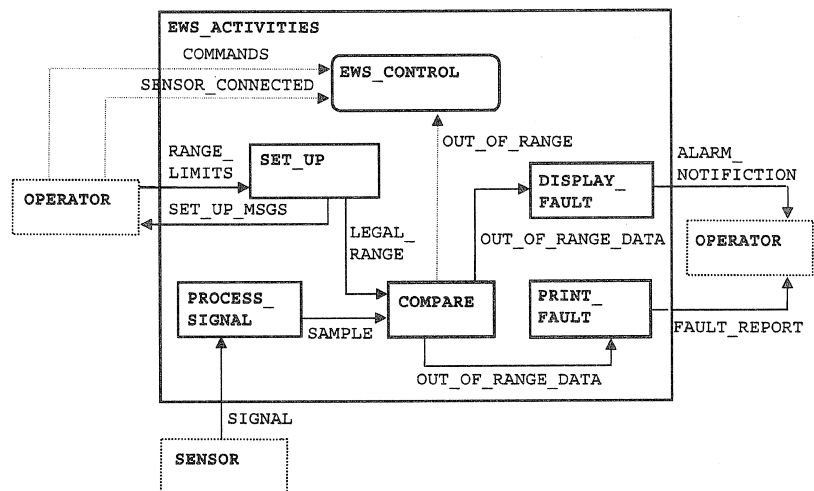 EWS_ACTIVITIES
COMMANDS
SENSOR_CONNECTED
EWS_CONTROL
OUT_OF_RANGE
RANGE_
LIMITS
SET_UP
OPERATOR
SET_UP_MSGS
LEGAL_
RANGE
DISPLAY_
FAULT
ALARM_
NOTIFICTION
OUT_OF_RANGE_DATA
OPERATOR
PROCESS_
SIGNAL
SAMPLE
COMPARE
PRINT_
FAULT
FAULT_REPORT
OUT_OF_RANGE_DATA
SIGNAL
SENSOR